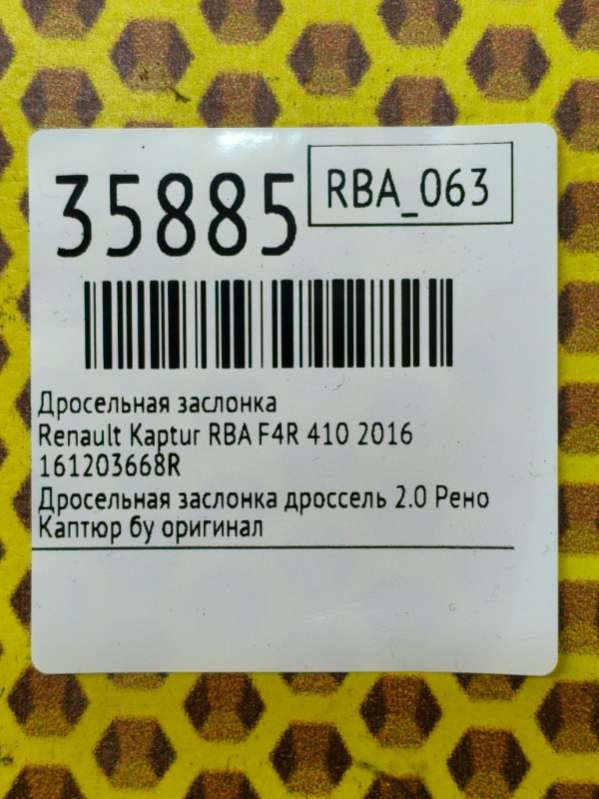 35885
RBA_063
Дросельная заслонка
Renault Kaptur RBA F4R 410 2016
161203668R
Дросельная заслонка дроссель 2.0 Рено
Каптюр бу оригинал